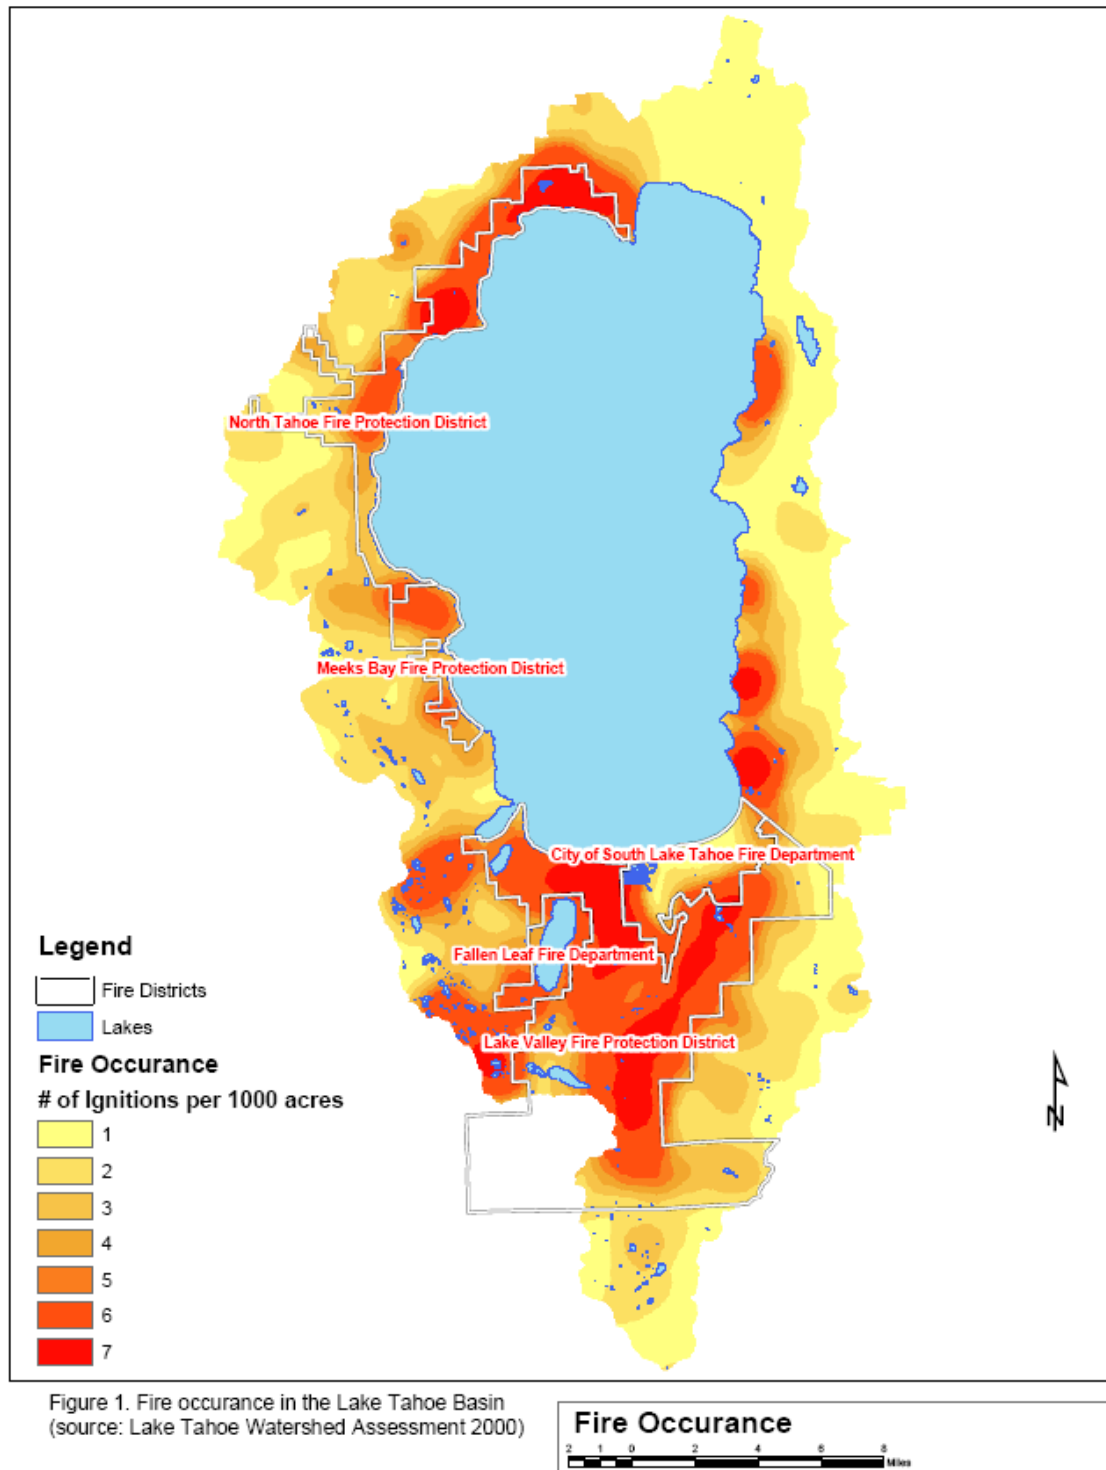 North Tahoe Fire Protection District
Meeks Bay Fire Protection District
City of South Lake Tahoe Fire Department
Fallen Leaf Fire Department
Lake Valley Fire Protection District
Legend
Fire Districts
Lakes
Fire Occurance
# of Ignitions per 1000 acres
1
2
3
4
5
6
7
N
Figure 1. Fire occurance in the Lake Tahoe Basin
(source: Lake Tahoe Watershed Assessment 2000)
Fire Occurance
2 1 0 2 4 6 8
Miles